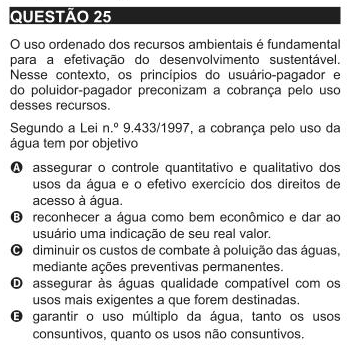 QUESTÃO 25
O uso ordenado dos recursos ambientais é fundamental
para a efetivação do desenvolvimento sustentável.
Nesse contexto, os princípios do usuário-pagador e
do poluidor-pagador preconizam a cobrança pelo uso
desses recursos.
Segundo a Lei n.º 9.433/1997, a cobrança pelo uso da
água tem por objetivo
A assegurar o controle quantitativo e qualitativo dos
usos da água e o efetivo exercício dos direitos de
acesso à água.
B reconhecer a água como bem econômico e dar ao
usuário uma indicação de seu real valor.
C diminuir os custos de combate à poluição das águas,
mediante ações preventivas permanentes.
D assegurar às águas qualidade compatível com os
usos mais exigentes a que forem destinadas.
E garantir o uso múltiplo da água, tanto os usos
consuntivos, quanto os usos não consuntivos.